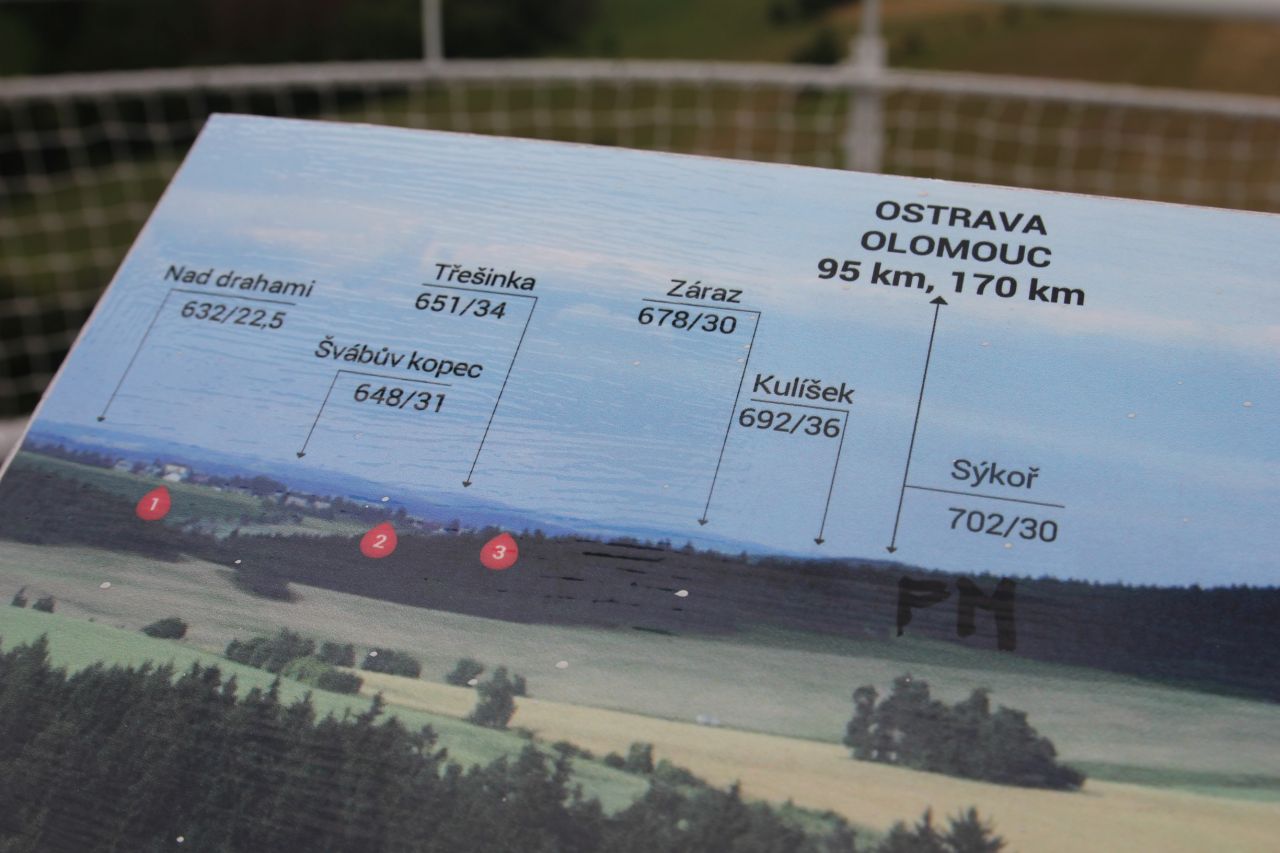 OSTRAVA
OLOMOUC
95 km, 170 km
Nad drahami
632/22,5
Třešinka
651/34
Záraz
678/30
Švábův kopec
648/31
Kulíšek
692/36
Sýkoř
702/30
1
2
3
FM